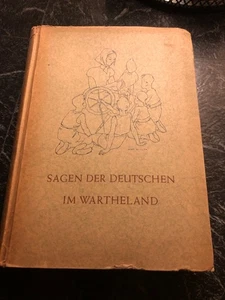 SAGEN DER DEUTSCHEN
IM WARTHELAND